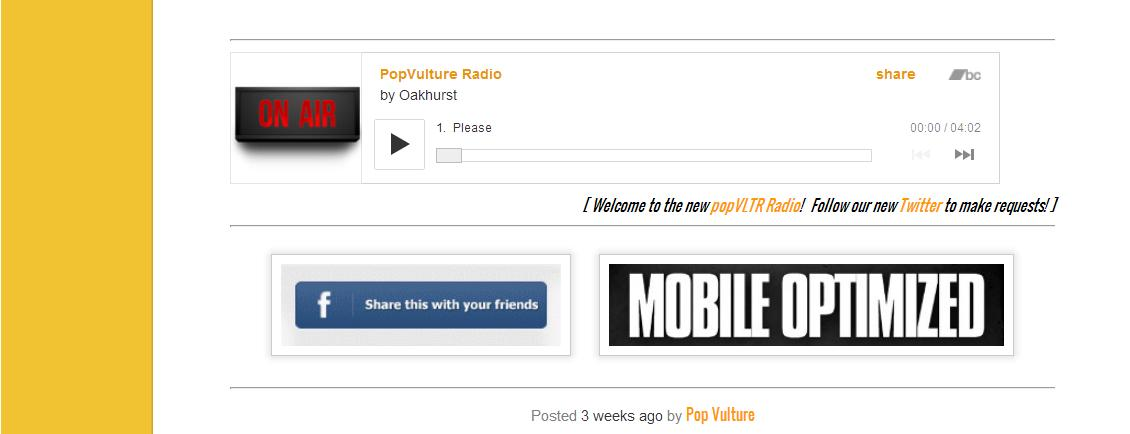 ON AIR
PopVulture Radio
share
bc
by Oakhurst
1. Please
00:00 / 04:02
[ Welcome to the new popVLTR Radio! Follow our new Twitter to make requests! ]
f
Share this with your friends
MOBILE OPTIMIZED
Posted 3 weeks ago by Pop Vulture